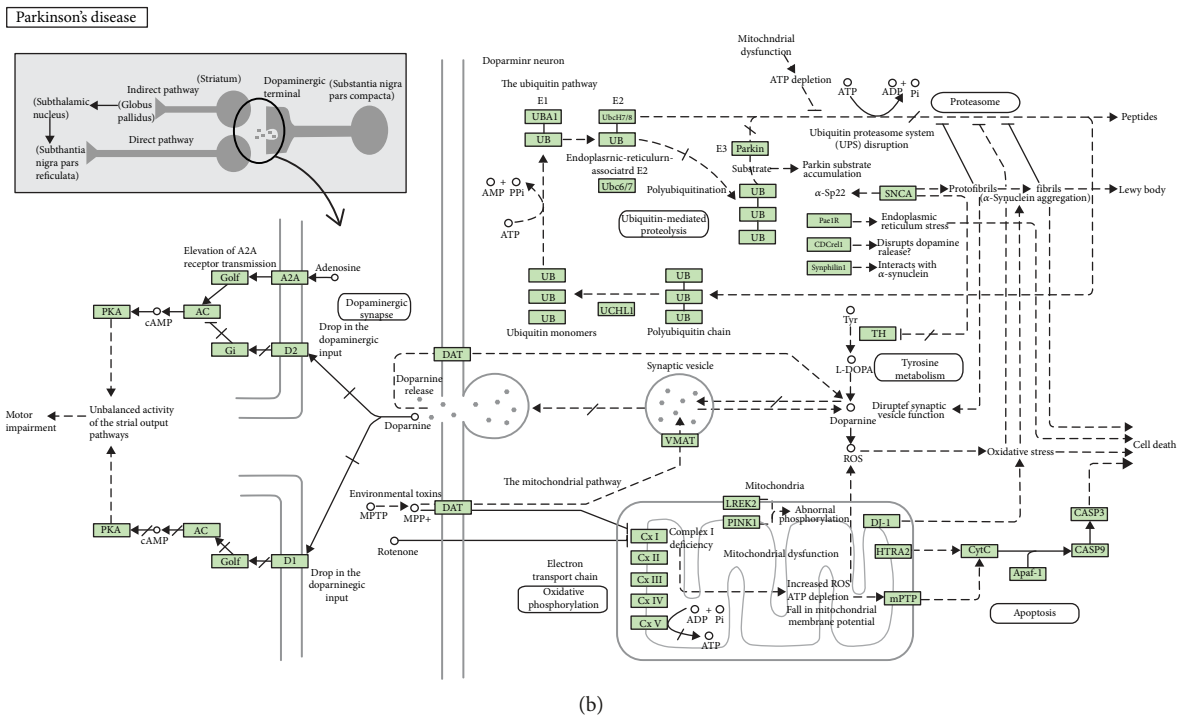 Parkinson's disease
(Striatum)
Indirect pathway
Dopaminergic
terminal
(Substantia nigra
pars compacta)
(Subthalamic
nucleus)
(Globus
pallidus)
Direct pathway
(Subthantia
nigra pars
reficulata)
Elevation of A2A
receptor transmission
Golf
A2A
Adenosine
PKA
cAMP
AC
Dopaminergic
synapse
Gi
D2
Drop in the
dopaminergic
input
Motor
impairment
Unbalanced activity
of the strial output
pathways
PKA
cAMP
AC
Golf
D1
Drop in the
doparninegic
input
Doparminr neuron
The ubiquitin pathway
E1
UBA1
UB
E2
UbcH7/8
UB
Endoplasrnic-reticulurn-
associatrd E2
Ubc6/7
AMP + PPi
ATP
Polyubiquitination
Ubiquitin-mediated
proteolysis
Mitochndrial
dysfunction
ATP depletion
ATP
ADP + Pi
Proteasome
Peptides
Ubiquitin proteasome system
(UPS) disruption
E3
Parkin
Substrate
Parkin substrate
accumulation
UB
UB
UB
α-Sp22
SNCA
Protofibrils
fibrils
(α-Synuclein aggregation)
Lewy body
Pae1R
Endoplasmic
reticulum stress
CDCrel1
Disrupts dopamine
ralease?
Synphilin1
Interacts with
α-synuclein
UB
UB
UB
Ubiquitin monomers
UCHL1
UB
UB
UB
Polyubiquitin chain
Tyr
TH
L-DOPA
Tyrosine
metabolism
DAT
Doparnine
release
Doparnine
Synaptic vesicle
VMAT
Dopamine
Diruptef synaptic
vesicle function
ROS
Oxidative stress
Cell death
The mitochondrial pathway
Environmental toxins
MPTP
MPP+
DAT
Rotenone
Mitochondria
LREK2
PINK1
Abnornal
phosphorylation
DJ-1
Cx I
Cx II
Cx III
Cx IV
Cx V
Complex I
deficiency
Mitochondrial dysfunction
Electron
transport chain
Oxidative
phosphorylation
Increased ROS
ATP depletion
Fall in mitochondrial
membrane potential
ADP + Pi
ATP
HTRA2
mPTP
CytC
Apaf-1
CASP9
CASP3
Apoptosis
(b)